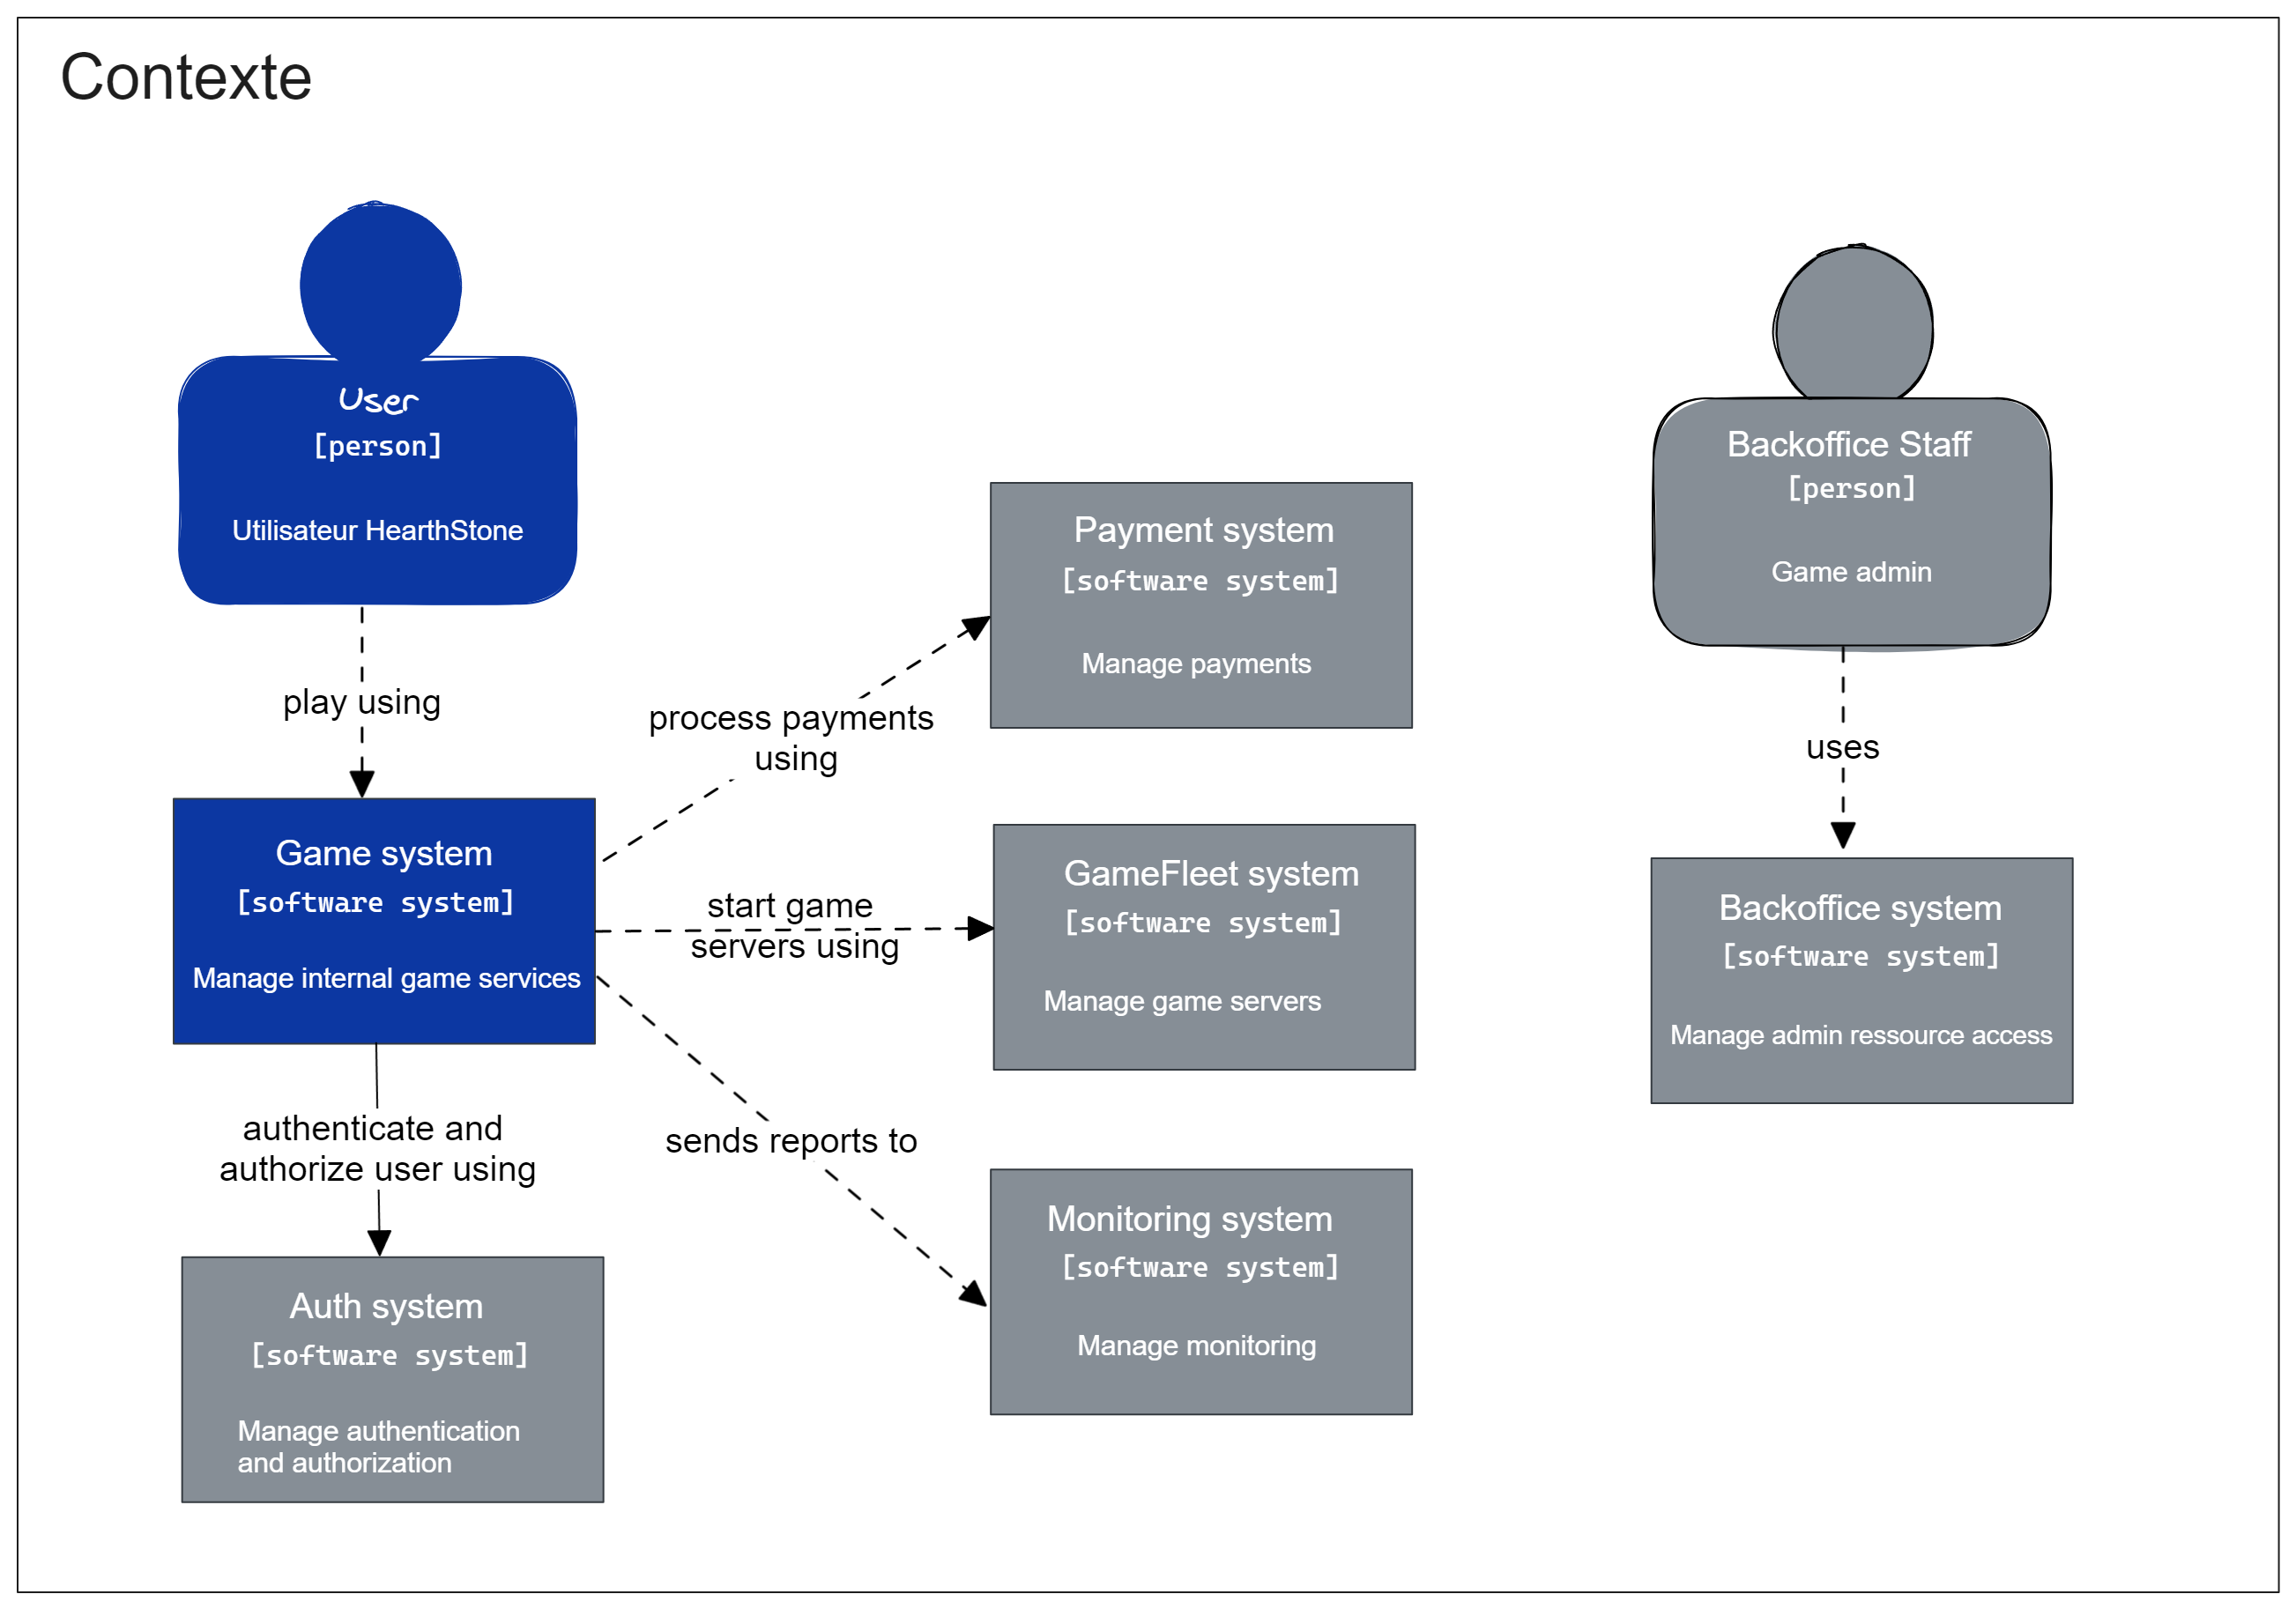 Contexte
User
[person]
Utilisateur HearthStone
play using
Game system
[software system]
Manage internal game services
authenticate and
authorize user using
Auth system
[software system]
Manage authentication
and authorization
process payments
using
start game
servers using
sends reports to
Payment system
[software system]
Manage payments
GameFleet system
[software system]
Manage game servers
Monitoring system
[software system]
Manage monitoring
Backoffice Staff
[person]
Game admin
uses
Backoffice system
[software system]
Manage admin ressource access